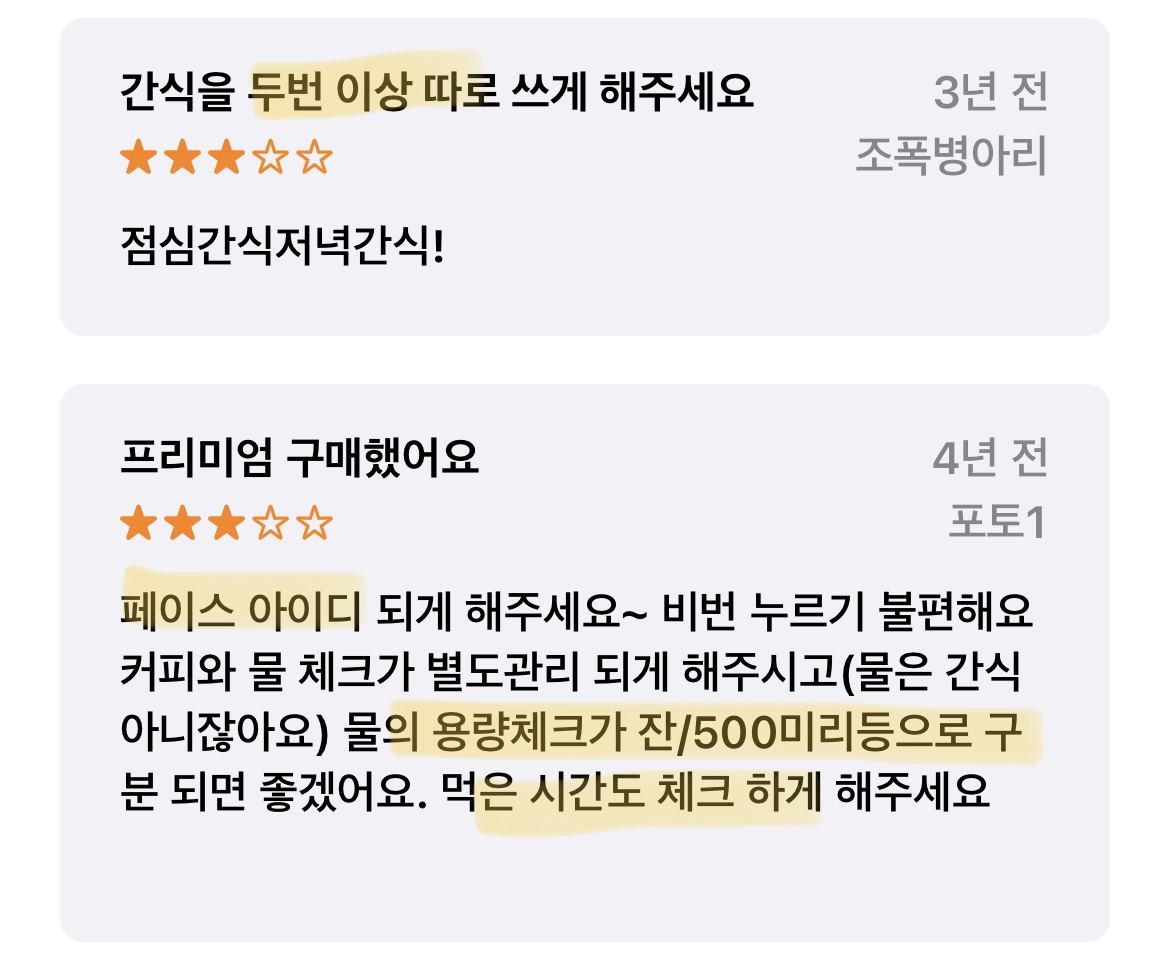 간식을 두번 이상 따로 쓰게 해주세요
3년 전
조폭병아리
점심간식저녁간식!
프리미엄 구매했어요
4년 전
포토1
페이스 아이디 되게 해주세요~ 비번 누르기 불편해요
커피와 물 체크가 별도관리 되게 해주시고(물은 간식
아니잖아요) 물의 용량체크가 잔/500미리등으로 구
분 되면 좋겠어요. 먹은 시간도 체크 하게 해주세요